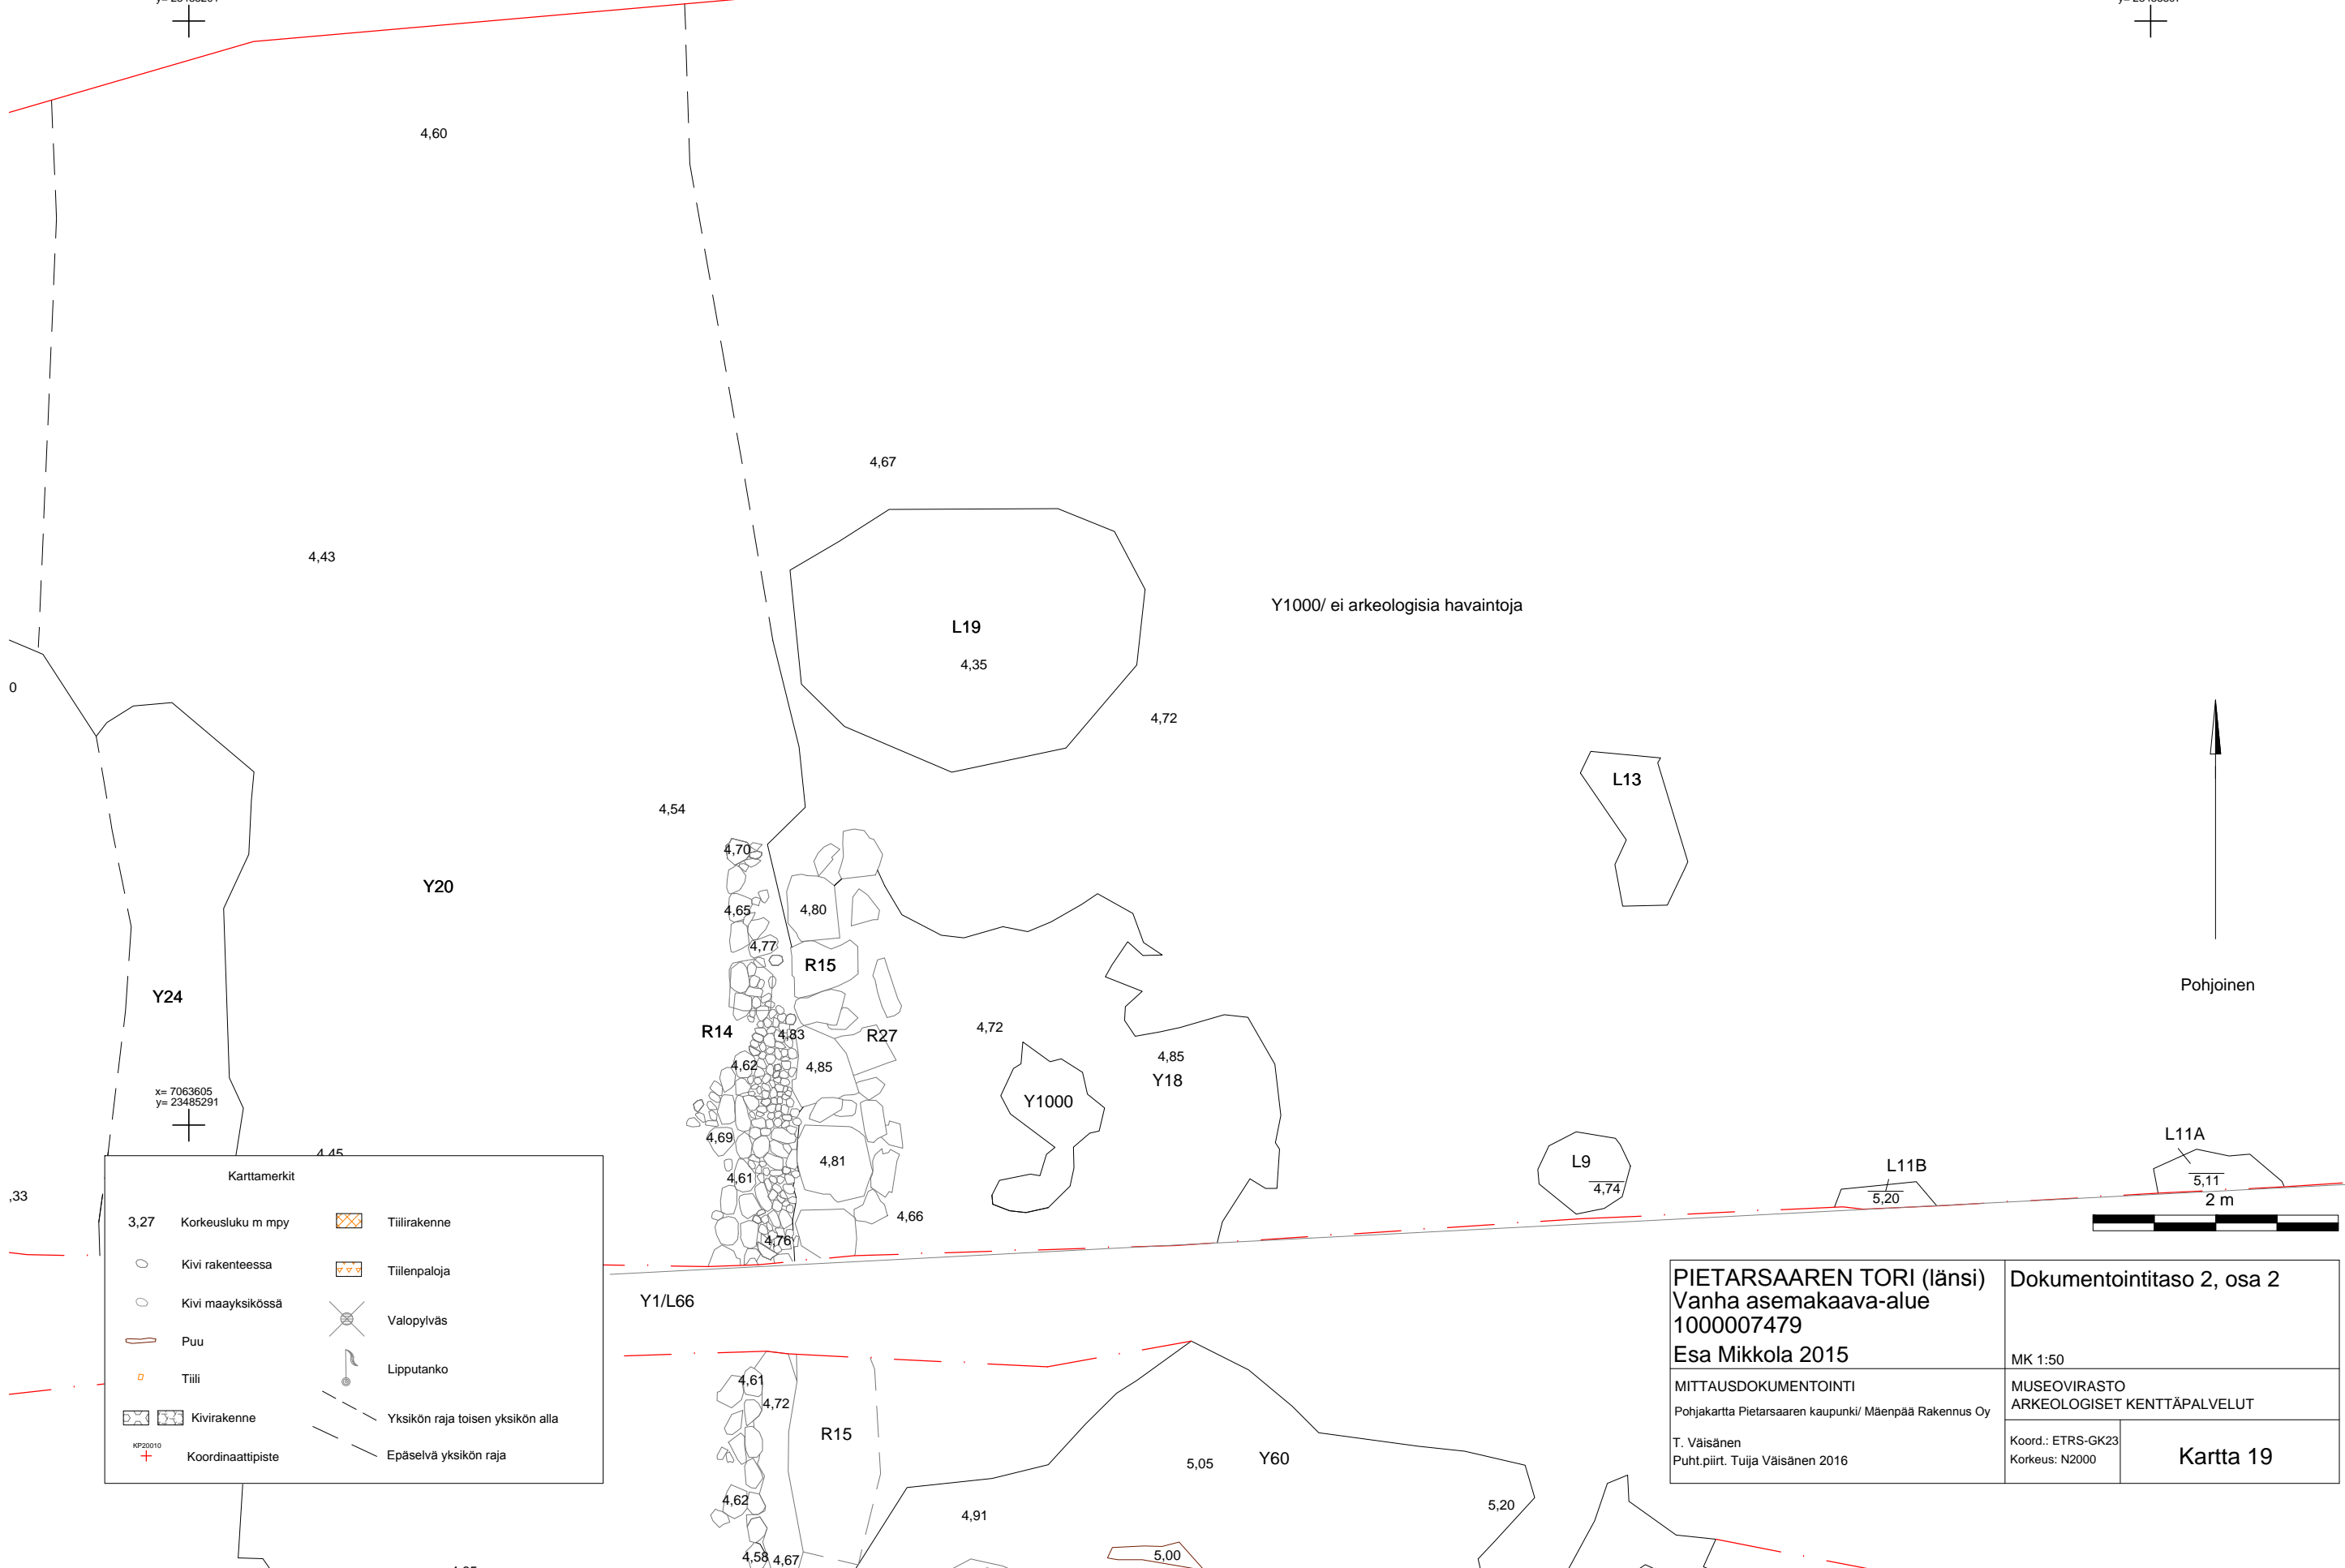 4,60
4,67
4,43
Y1000/ ei arkeologisia havaintoja
L19
4,35
0
4,72
L13
4,54
4,70
Y20
4,65
4,80
4,77
R15
Pohjoinen
Y24
R14
4,83
R27
4,72
4,62
4,85
4,85
Y18
x= 7063605
y= 23485291
Y1000
4,69
4,81
L9
4,74
L11A
L11B
5,11
5,20
4,45
4,61
,33
4,66
2 m
4,76
Karttamerkit
3,27 Korkeusluku m mpy
Kivi rakenteessa
Kivi maayksikössä
Puu
Tiili
Kivirakenne
KP20010
Koordinaattipiste
Tiilirakenne
Tiilenpaloja
Valopylväs
Lipputanko
Yksikön raja toisen yksikön alla
Epäselvä yksikön raja
Y1/L66
4,61
4,72
R15
4,62
4,58
4,67
5,05
Y60
4,91
5,20
5,00
PIETARSAAREN TORI (länsi)
Vanha asemakaava-alue
1000007479
Esa Mikkola 2015
Dokumentointitaso 2, osa 2
MK 1:50
MITTAUSDOKUMENTOINTI
Pohjakartta Pietarsaaren kaupunki/ Mäenpää Rakennus Oy
T. Väisänen
Puht.piirt. Tuija Väisänen 2016
MUSEOVIRASTO
ARKEOLOGISET KENTTÄPALVELUT
Koord.: ETRS-GK23
Korkeus: N2000
Kartta 19